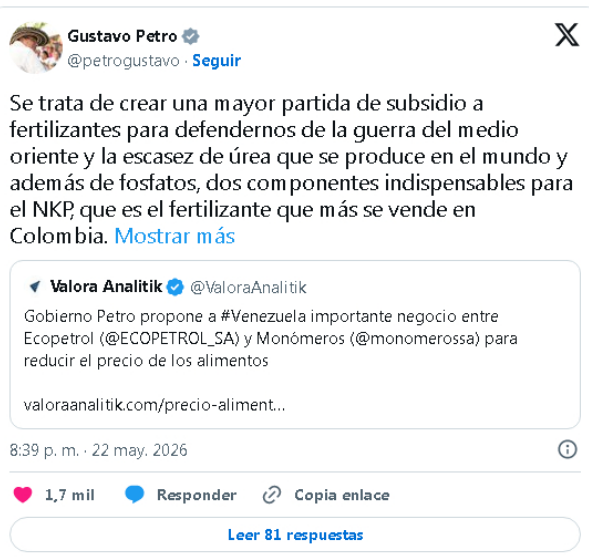 Gustavo Petro
@petrogustavo · Seguir
Se trata de crear una mayor partida de subsidio a
fertilizantes para defendernos de la guerra del medio
oriente y la escasez de úrea que se produce en el mundo y
además de fosfatos, dos componentes indispensables para
el NKP, que es el fertilizante que más se vende en
Colombia. Mostrar más
Valora Analitik @ValoraAnalitik
Gobierno Petro propone a #Venezuela importante negocio entre
Ecopetrol (@ECOPETROL_SA) y Monómeros (@monomerossa) para
reducir el precio de los alimentos
valoraanalitik.com/precio-aliment...
8:39 p. m. · 22 may. 2026
1,7 mil Responder Copia enlace
Leer 81 respuestas